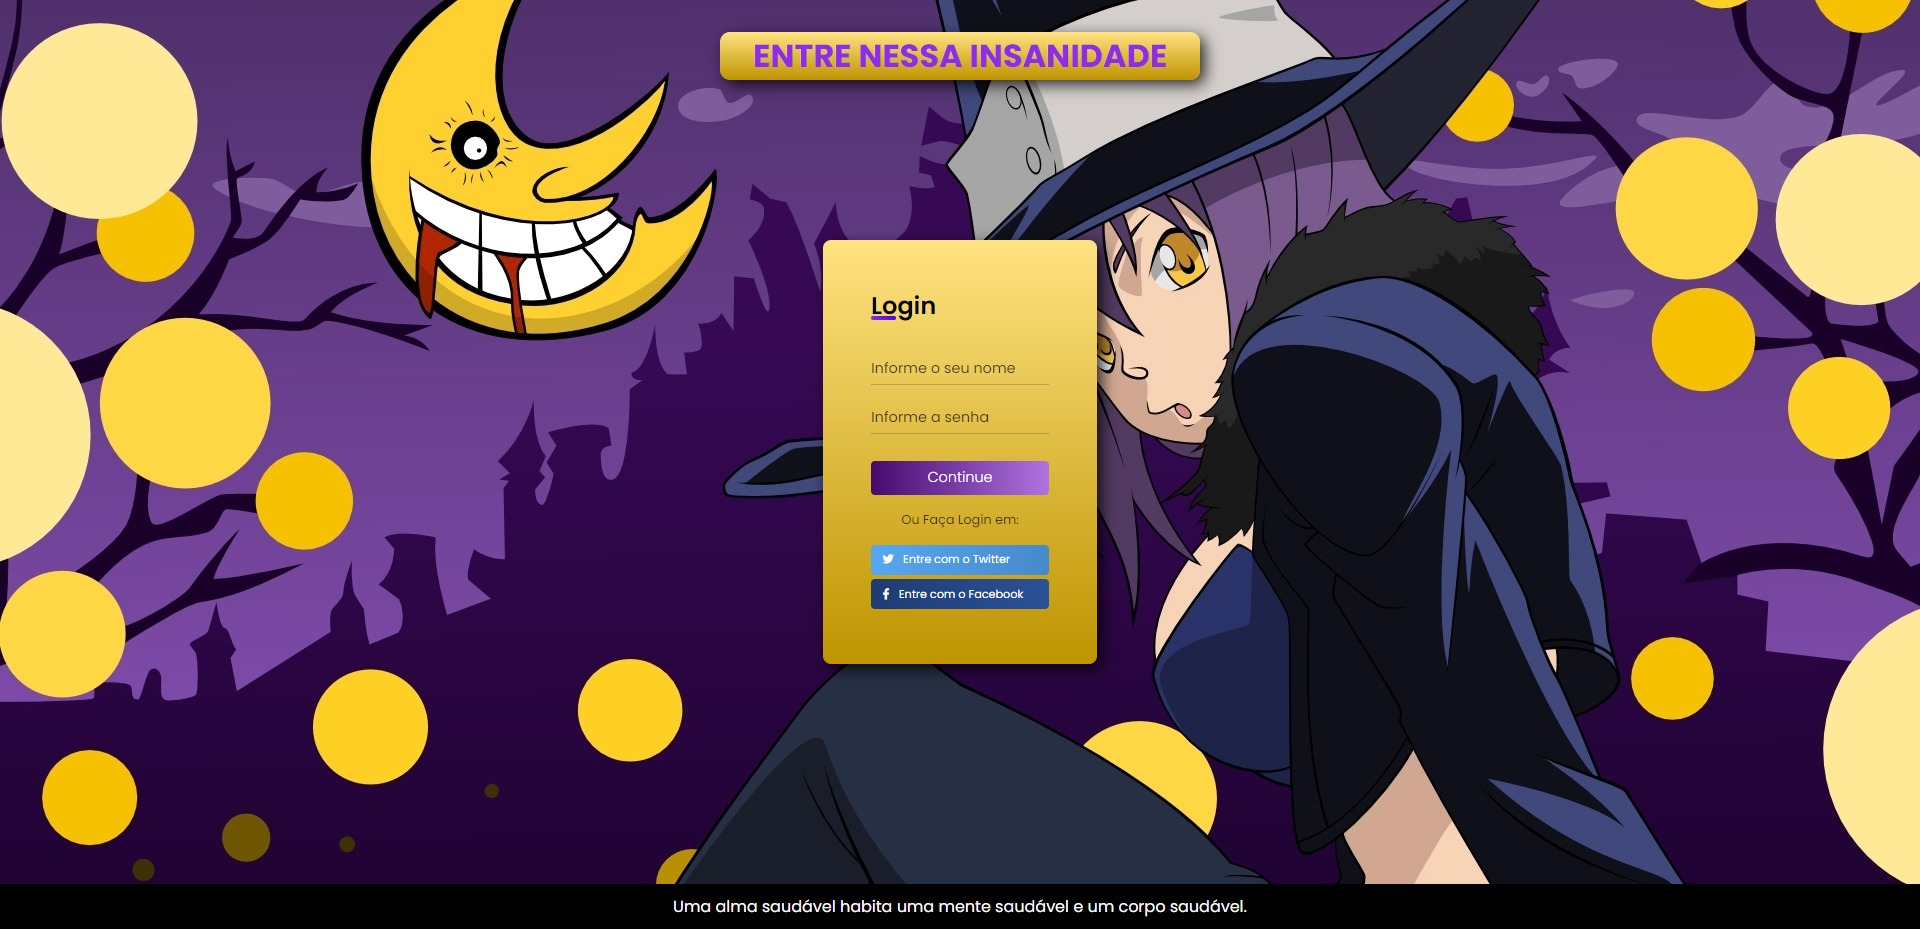 ENTRE NESSA INSANIDADE
Login
Informe o seu nome
Informe a senha
Continue
Ou Faça Login em:
Entre com o Twitter
Entre com o Facebook
Uma alma saudável habita uma mente saudável e um corpo saudável.